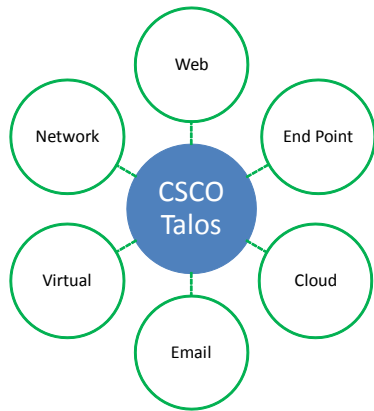 Web
Network
End Point
CSCO
Talos
Virtual
Cloud
Email